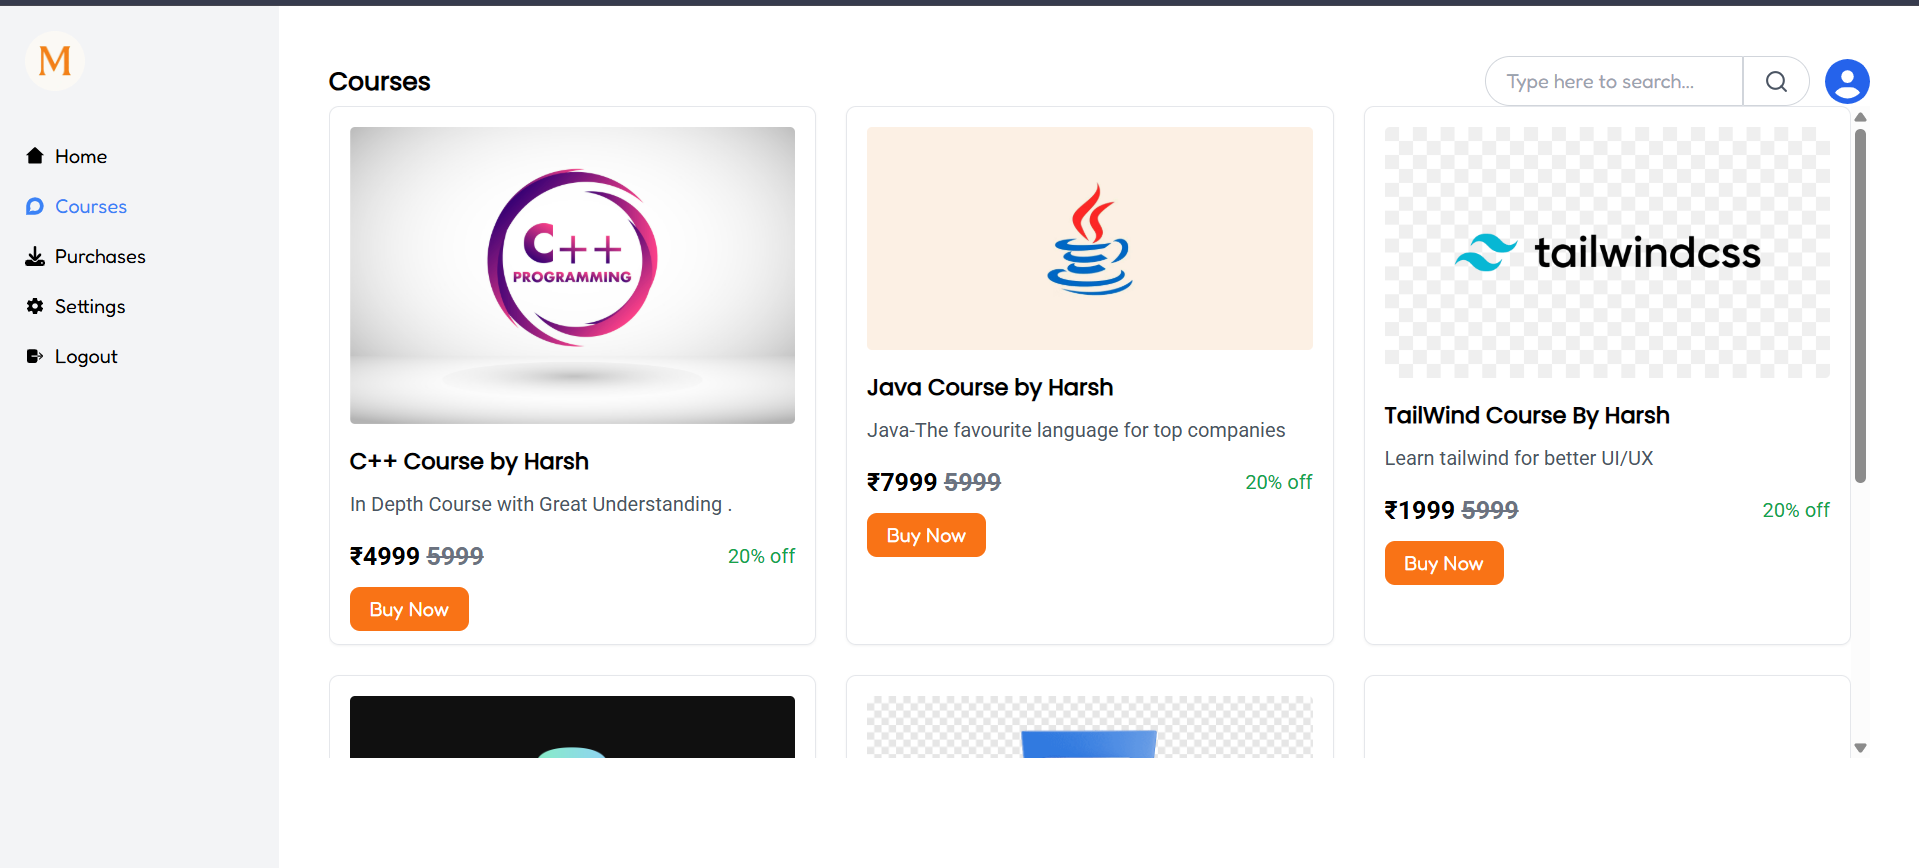 M
Home
Courses
Purchases
Settings
Logout
Courses
Type here to search...
C++
PROGRAMMING
C++ Course by Harsh
In Depth Course with Great Understanding .
₹4999 5999 20% off
Buy Now
Java Course by Harsh
Java-The favourite language for top companies
₹7999 5999 20% off
Buy Now
tailwindcss
TailWind Course By Harsh
Learn tailwind for better UI/UX
₹1999 5999 20% off
Buy Now